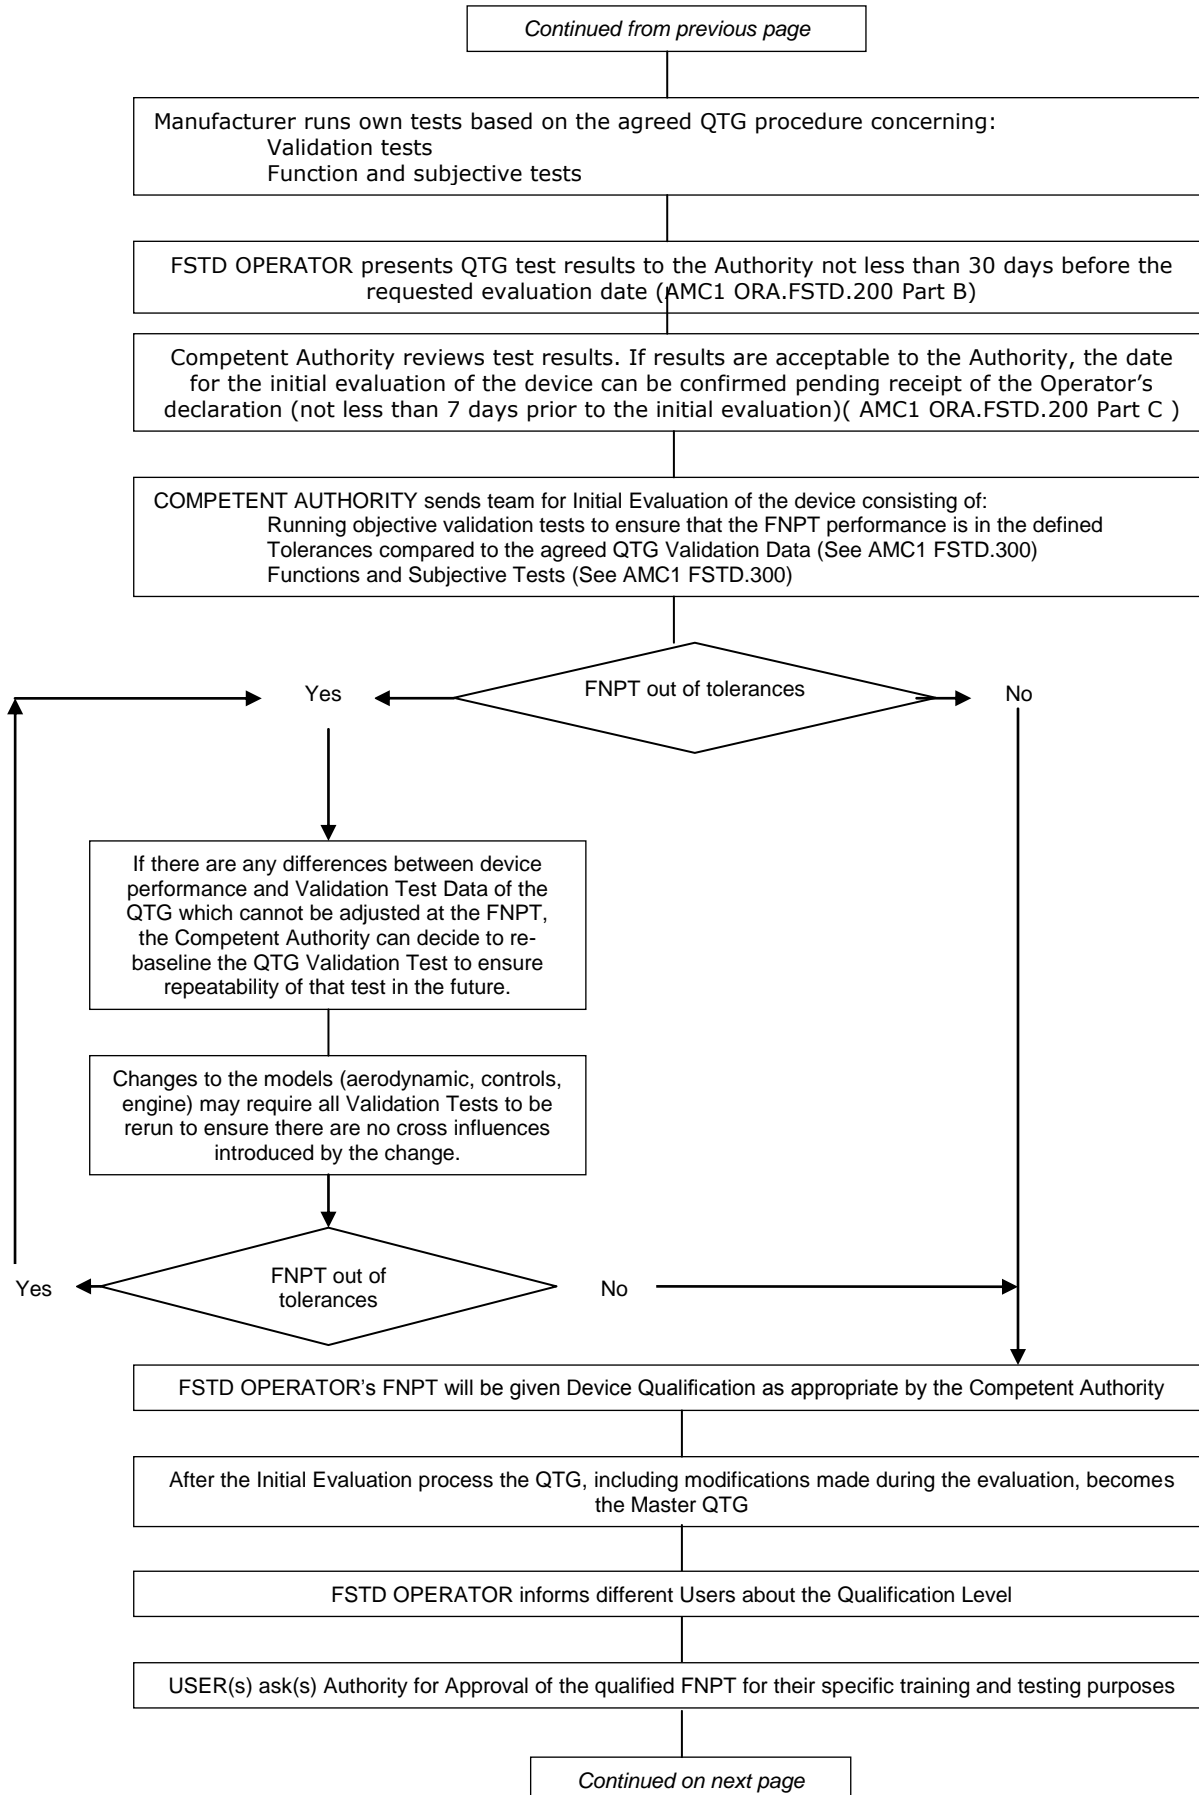 Continued from previous page
Manufacturer runs own tests based on the agreed QTG procedure concerning:
Validation tests
Function and subjective tests
FSTD OPERATOR presents QTG test results to the Authority not less than 30 days before the
requested evaluation date (AMC1 ORA.FSTD.200 Part B)
Competent Authority reviews test results. If results are acceptable to the Authority, the date
for the initial evaluation of the device can be confirmed pending receipt of the Operator's
declaration (not less than 7 days prior to the initial evaluation)( AMC1 ORA.FSTD.200 Part C )
COMPETENT AUTHORITY sends team for Initial Evaluation of the device consisting of:
Running objective validation tests to ensure that the FNPT performance is in the defined
Tolerances compared to the agreed QTG Validation Data (See AMC1 FSTD.300)
Functions and Subjective Tests (See AMC1 FSTD.300)
Yes
FNPT out of tolerances
No
If there are any differences between device
performance and Validation Test Data of the
QTG which cannot be adjusted at the FNPT,
the Competent Authority can decide to re-
baseline the QTG Validation Test to ensure
repeatability of that test in the future.
Changes to the models (aerodynamic, controls,
engine) may require all Validation Tests to be
rerun to ensure there are no cross influences
introduced by the change.
Yes
FNPT out of
tolerances
No
FSTD OPERATOR's FNPT will be given Device Qualification as appropriate by the Competent Authority
After the Initial Evaluation process the QTG, including modifications made during the evaluation, becomes
the Master QTG
FSTD OPERATOR informs different Users about the Qualification Level
USER(s) ask(s) Authority for Approval of the qualified FNPT for their specific training and testing purposes
Continued on next page